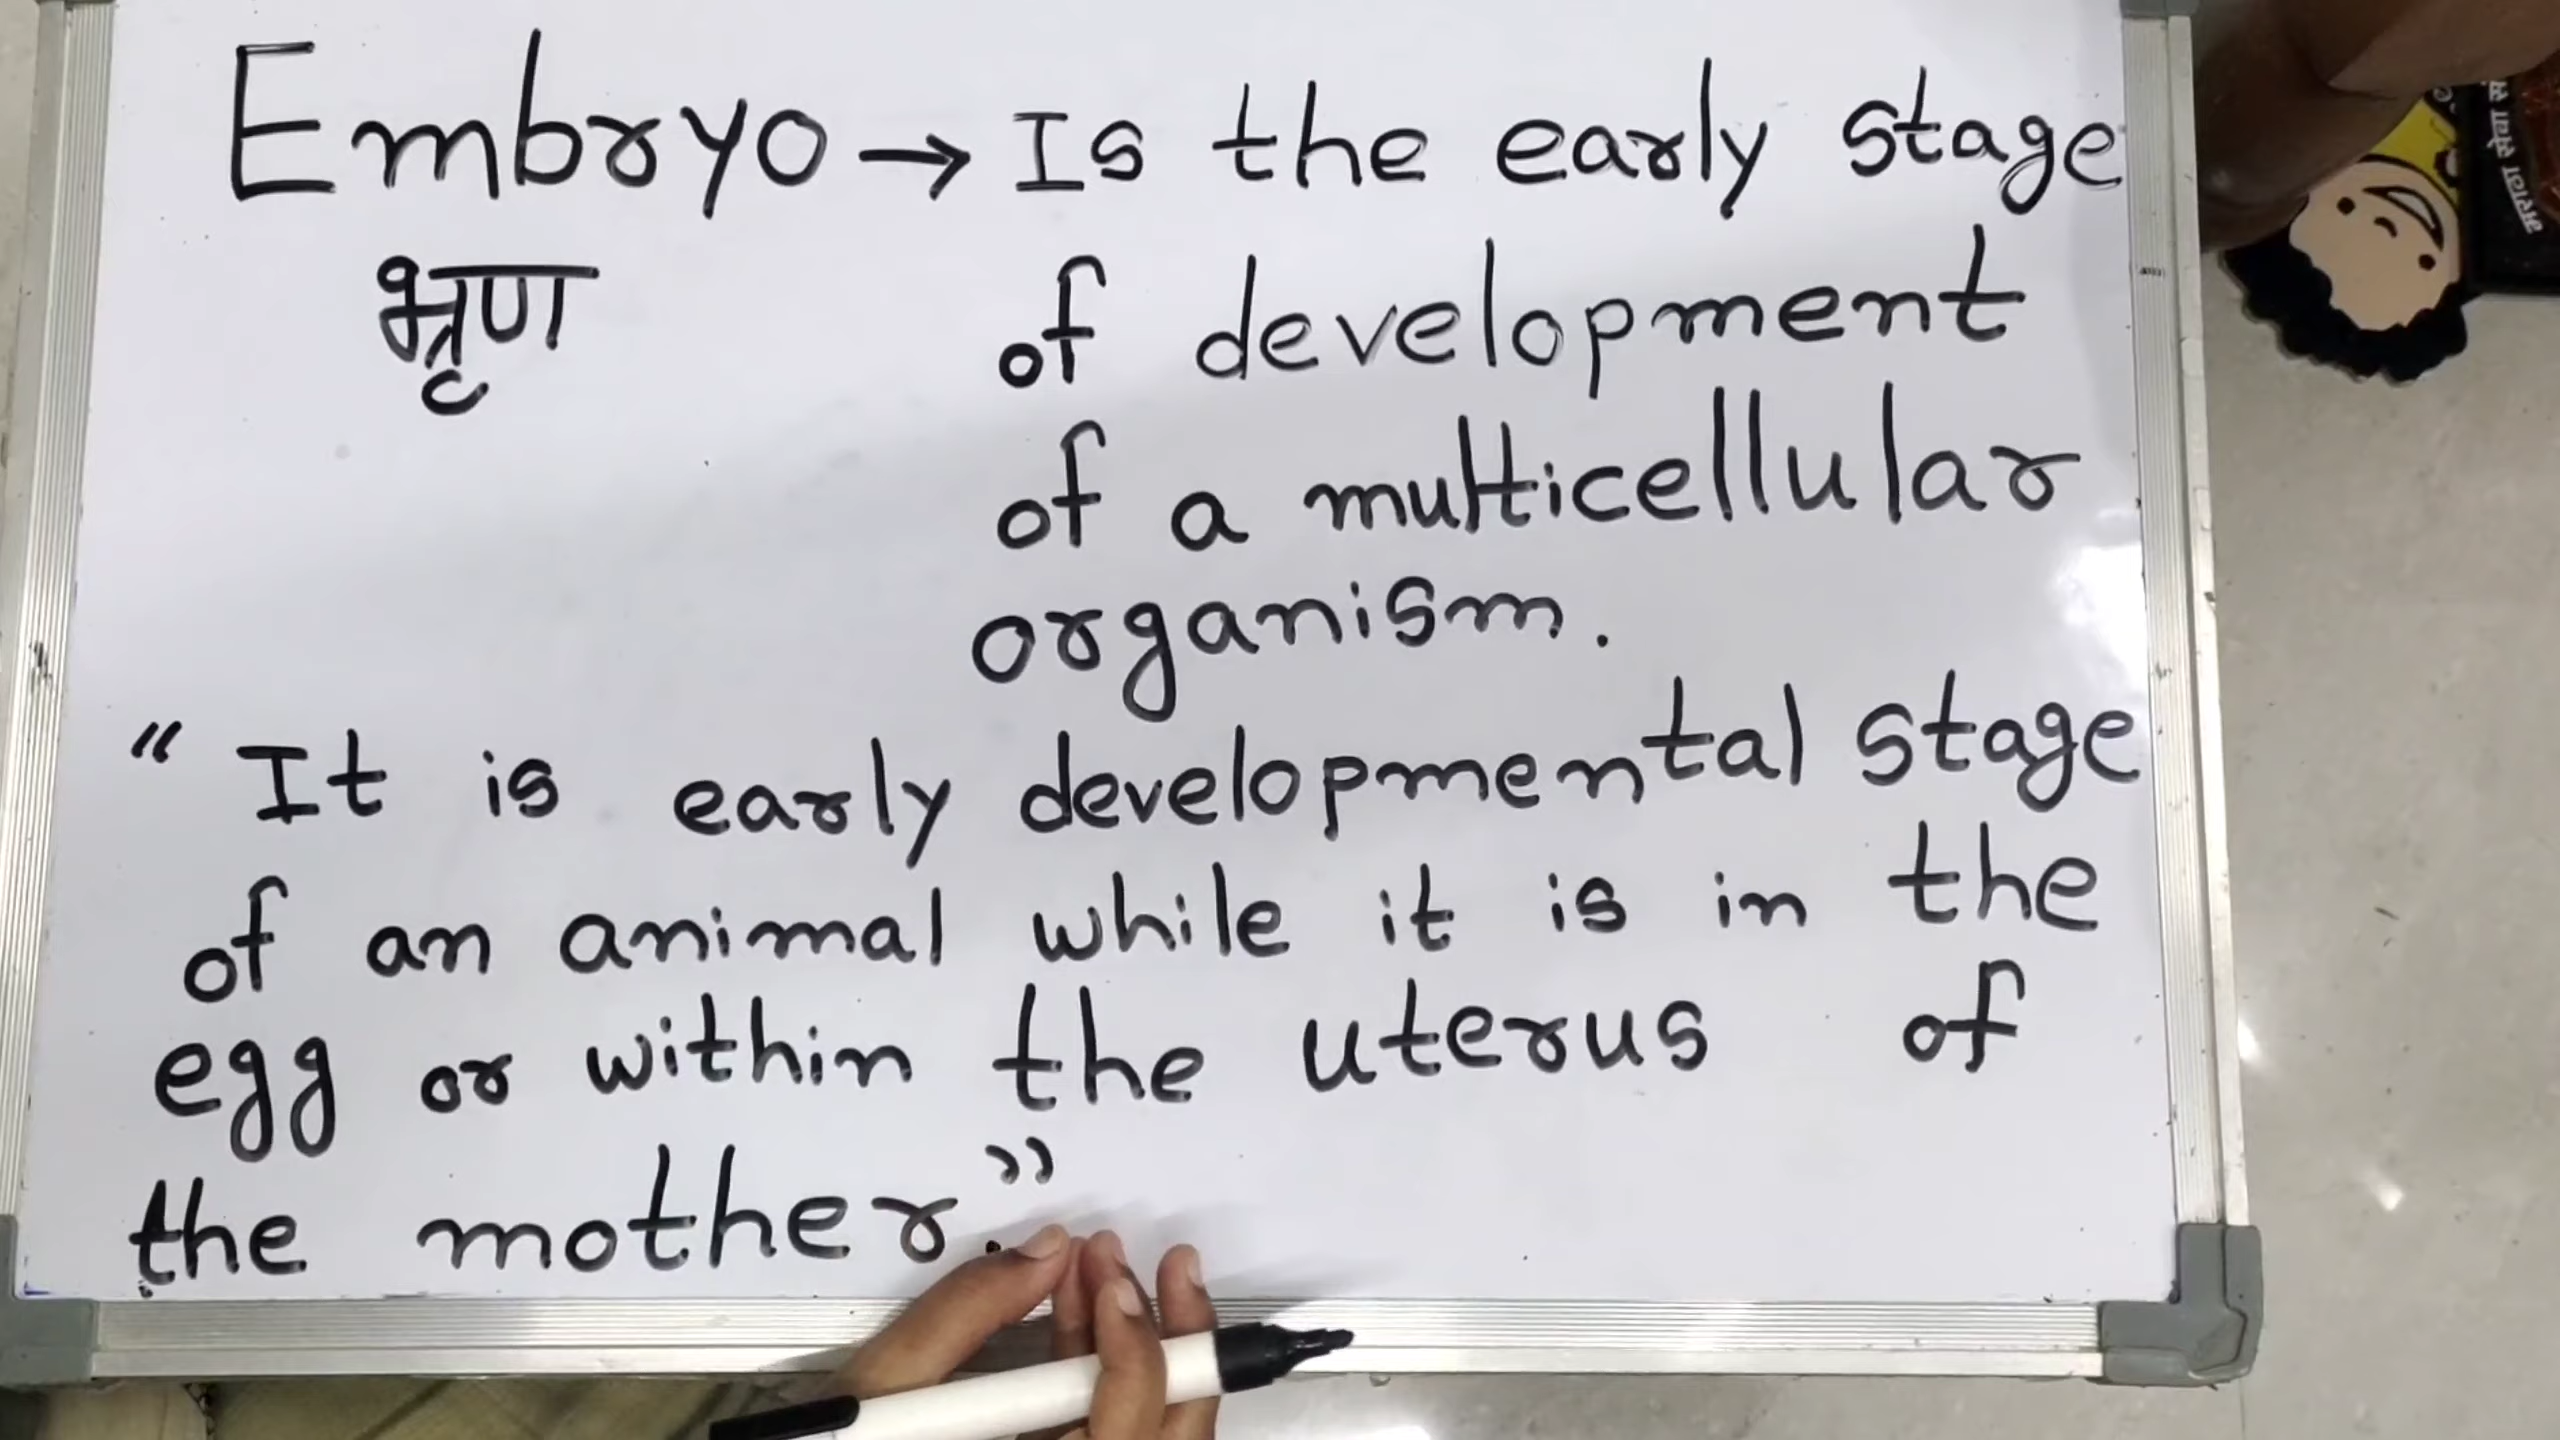 Embryo → Is the early stage
भ्रूण
of development
of a multicellular
organism.
“ It is early developmental stage
of an animal while it is in the
egg or within the uterus of
the mother.”
मराठा सेवा